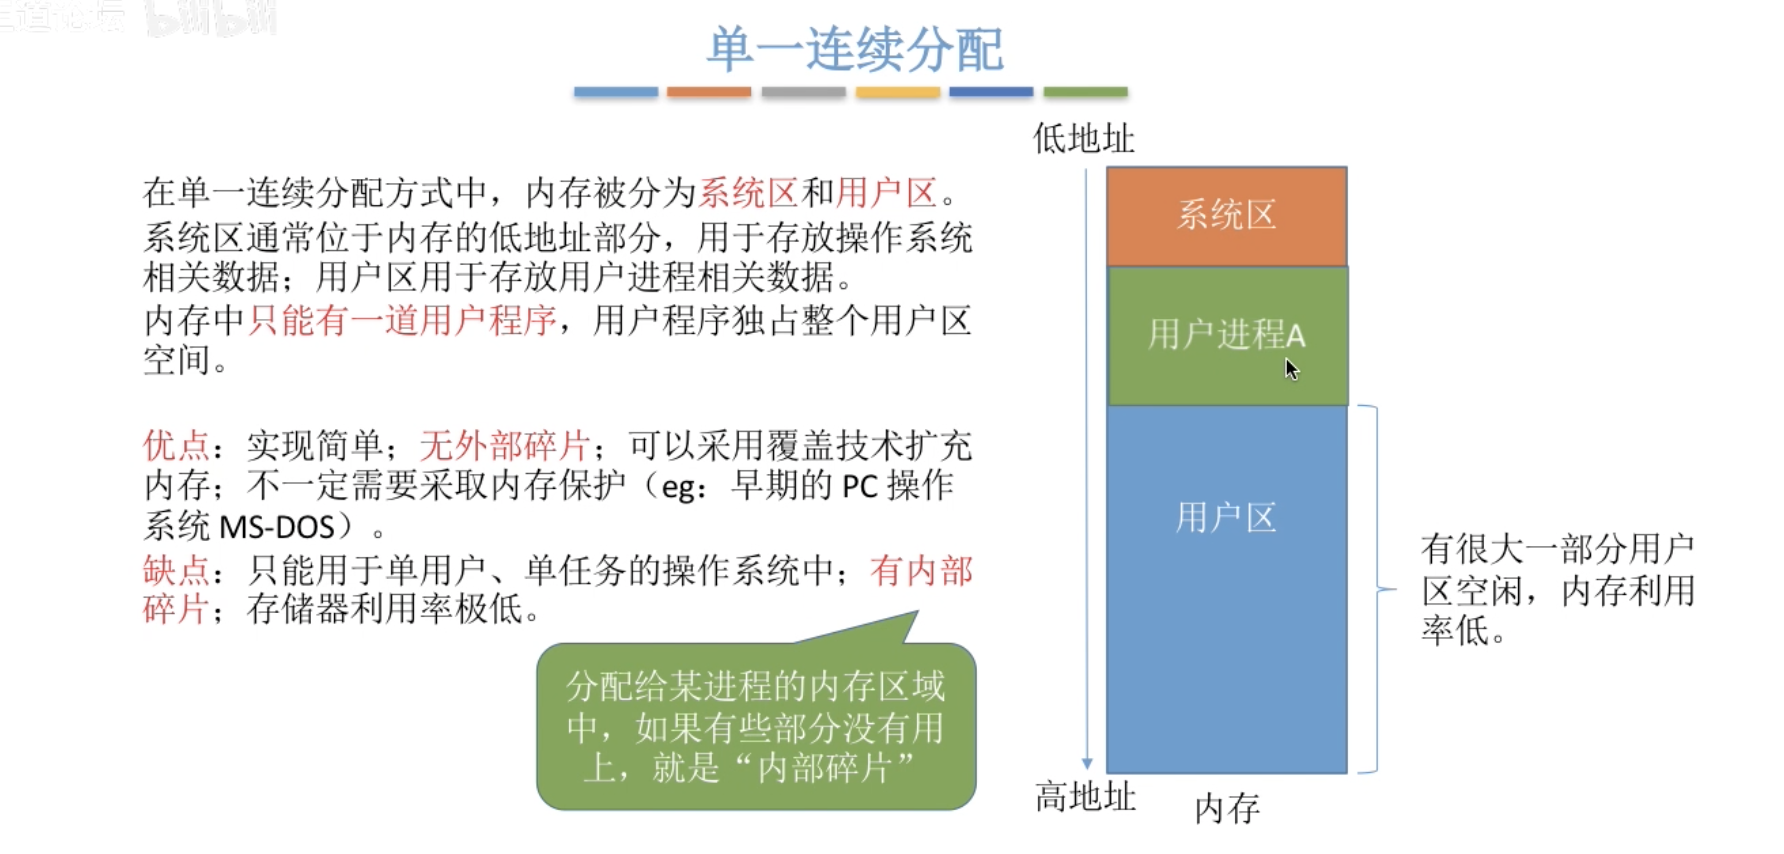 bilibili
单一连续分配
在单一连续分配方式中，内存被分为系统区和用户区。
系统区通常位于内存的低地址部分，用于存放操作系统
相关数据；用户区用于存放用户进程相关数据。
内存中只能有一道用户程序，用户程序独占整个用户区
空间。
优点：实现简单；无外部碎片；可以采用覆盖技术扩充
内存；不一定需要采取内存保护（eg：早期的 PC 操作
系统 MS-DOS）。
缺点：只能用于单用户、单任务的操作系统中；有内部
碎片；存储器利用率极低。
分配给某进程的内存区域
中，如果有些部分没有用
上，就是“内部碎片”
低地址
系统区
用户进程A
用户区
高地址
内存
有很大一部分用户
区空闲，内存利用
率低。